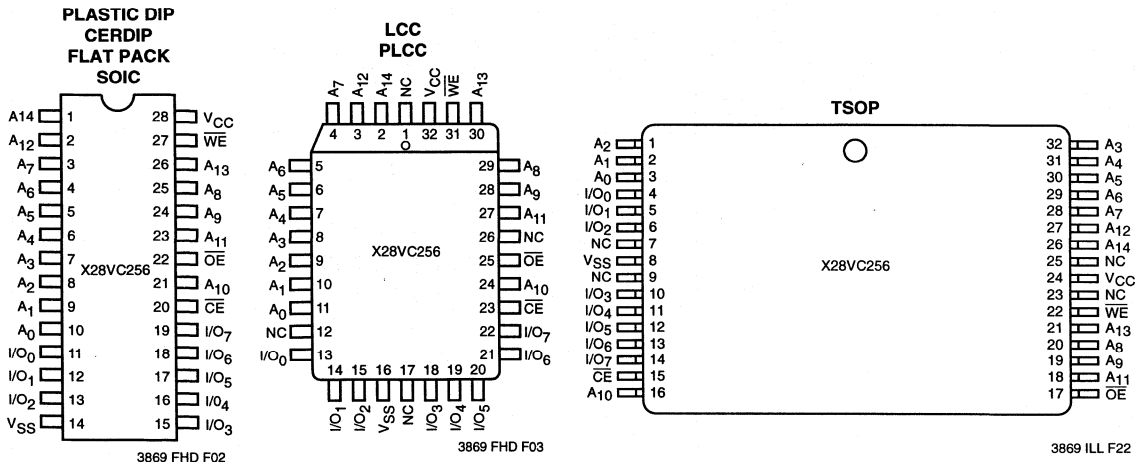 PLASTIC DIP
CERDIP
FLAT PACK
SOIC
A14 1 28 VCC
A12 2 27 WE
A7 3 26 A13
A6 4 25 A8
A5 5 24 A9
A4 6 23 A11
A3 7 22 OE
A2 8 21 A10
A1 9 20 CE
A0 10 19 I/O7
I/O0 11 18 I/O6
I/O1 12 17 I/O5
I/O2 13 16 I/04
VSS 14 15 I/O3
X28VC256
3869 FHD F02
LCC
PLCC
A7 A12 A14 NC VCC WE A13
4 3 2 1 32 31 30
A6 5 29 A8
A5 6 28 A9
A4 7 27 A11
A3 8 26 NC
A2 9 25 OE
A1 10 24 A10
A0 11 23 CE
NC 12 22 I/O7
I/O0 13 21 I/O6
X28VC256
14 15 16 17 18 19 20
I/O1 I/O2 VSS NC I/O3 I/O4 I/O5
3869 FHD F03
TSOP
A2 1 32 A3
A1 2 31 A4
A0 3 30 A5
I/O0 4 29 A6
I/O1 5 28 A7
I/O2 6 27 A12
NC 7 26 A14
VSS 8 25 NC
NC 9 24 VCC
I/O3 10 23 NC
I/O4 11 22 WE
I/O5 12 21 A13
I/O6 13 20 A8
I/O7 14 19 A9
CE 15 18 A11
A10 16 17 OE
X28VC256
3869 ILL F22